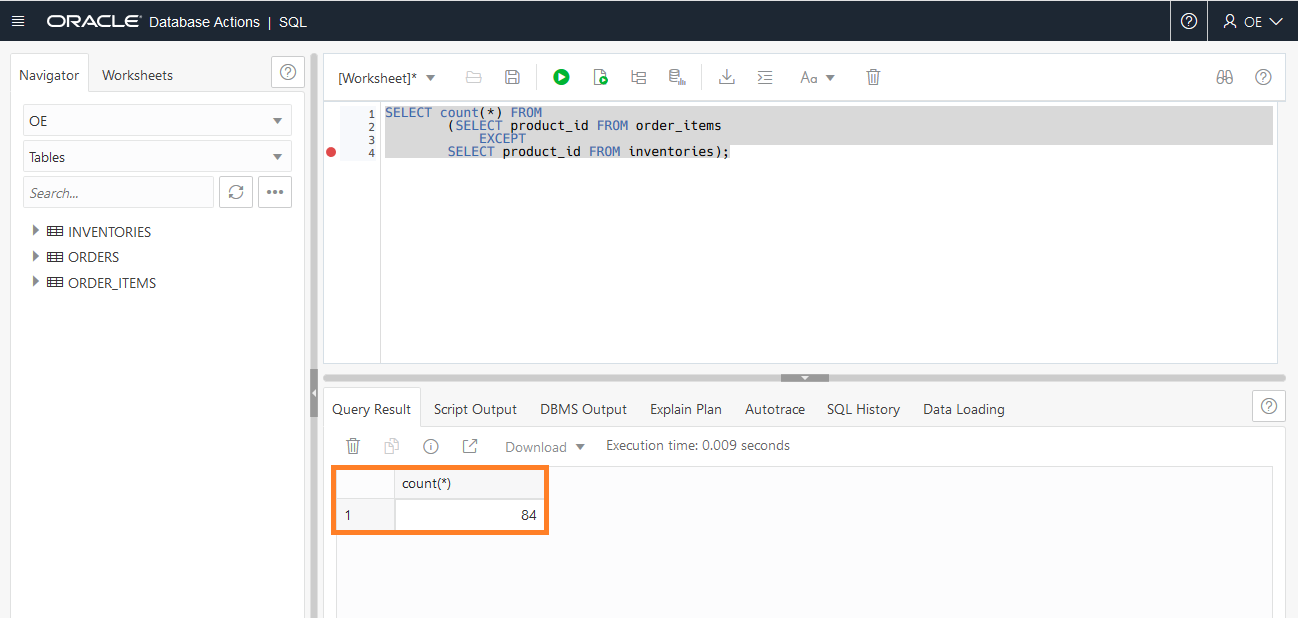 ORACLE Database Actions | SQL
OE
Navigator
Worksheets
OE
Tables
Search...
INVENTORIES
ORDERS
ORDER_ITEMS
[Worksheet]*
Aa
1 SELECT count(*) FROM
2 (SELECT product_id FROM order_items
3 EXCEPT
4 SELECT product_id FROM inventories);
Query Result
Script Output
DBMS Output
Explain Plan
Autotrace
SQL History
Data Loading
Download
Execution time: 0.009 seconds
count(*)
1 84